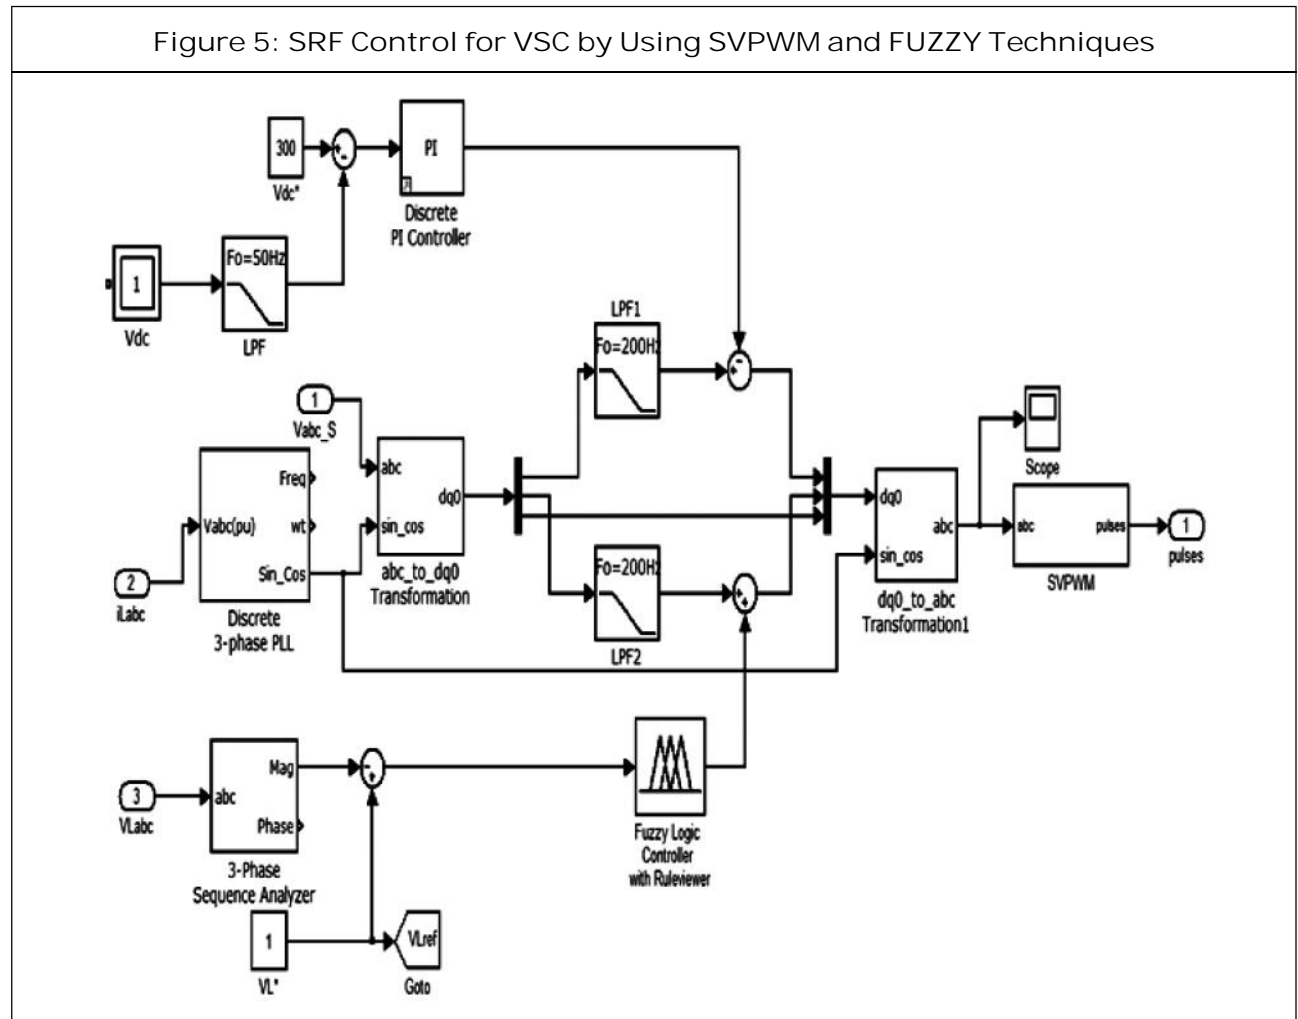 Figure 5: SRF Control for VSC by Using SVPWM and FUZZY Techniques
300
Vdc*
PI
Discrete
PI Controller
1
Vdc
Fo=50Hz
LPF
LPF1
Fo=200Hz
1
Vabc_S
Freq
Vabc(pu)
wt
Sin_Cos
Discrete
3-phase PLL
2
iLabc
abc
dq0
sin_cos
abc_to_dq0
Transformation
Fo=200Hz
LPF2
dq0
abc
sin_cos
dq0_to_abc
Transformation1
Scope
abc
pulses
SVPWM
1
pulses
3
VLabc
Mag
abc
Phase
3-Phase
Sequence Analyzer
Fuzzy Logic
Controller
with Ruleviewer
1
VL*
VLref
Goto